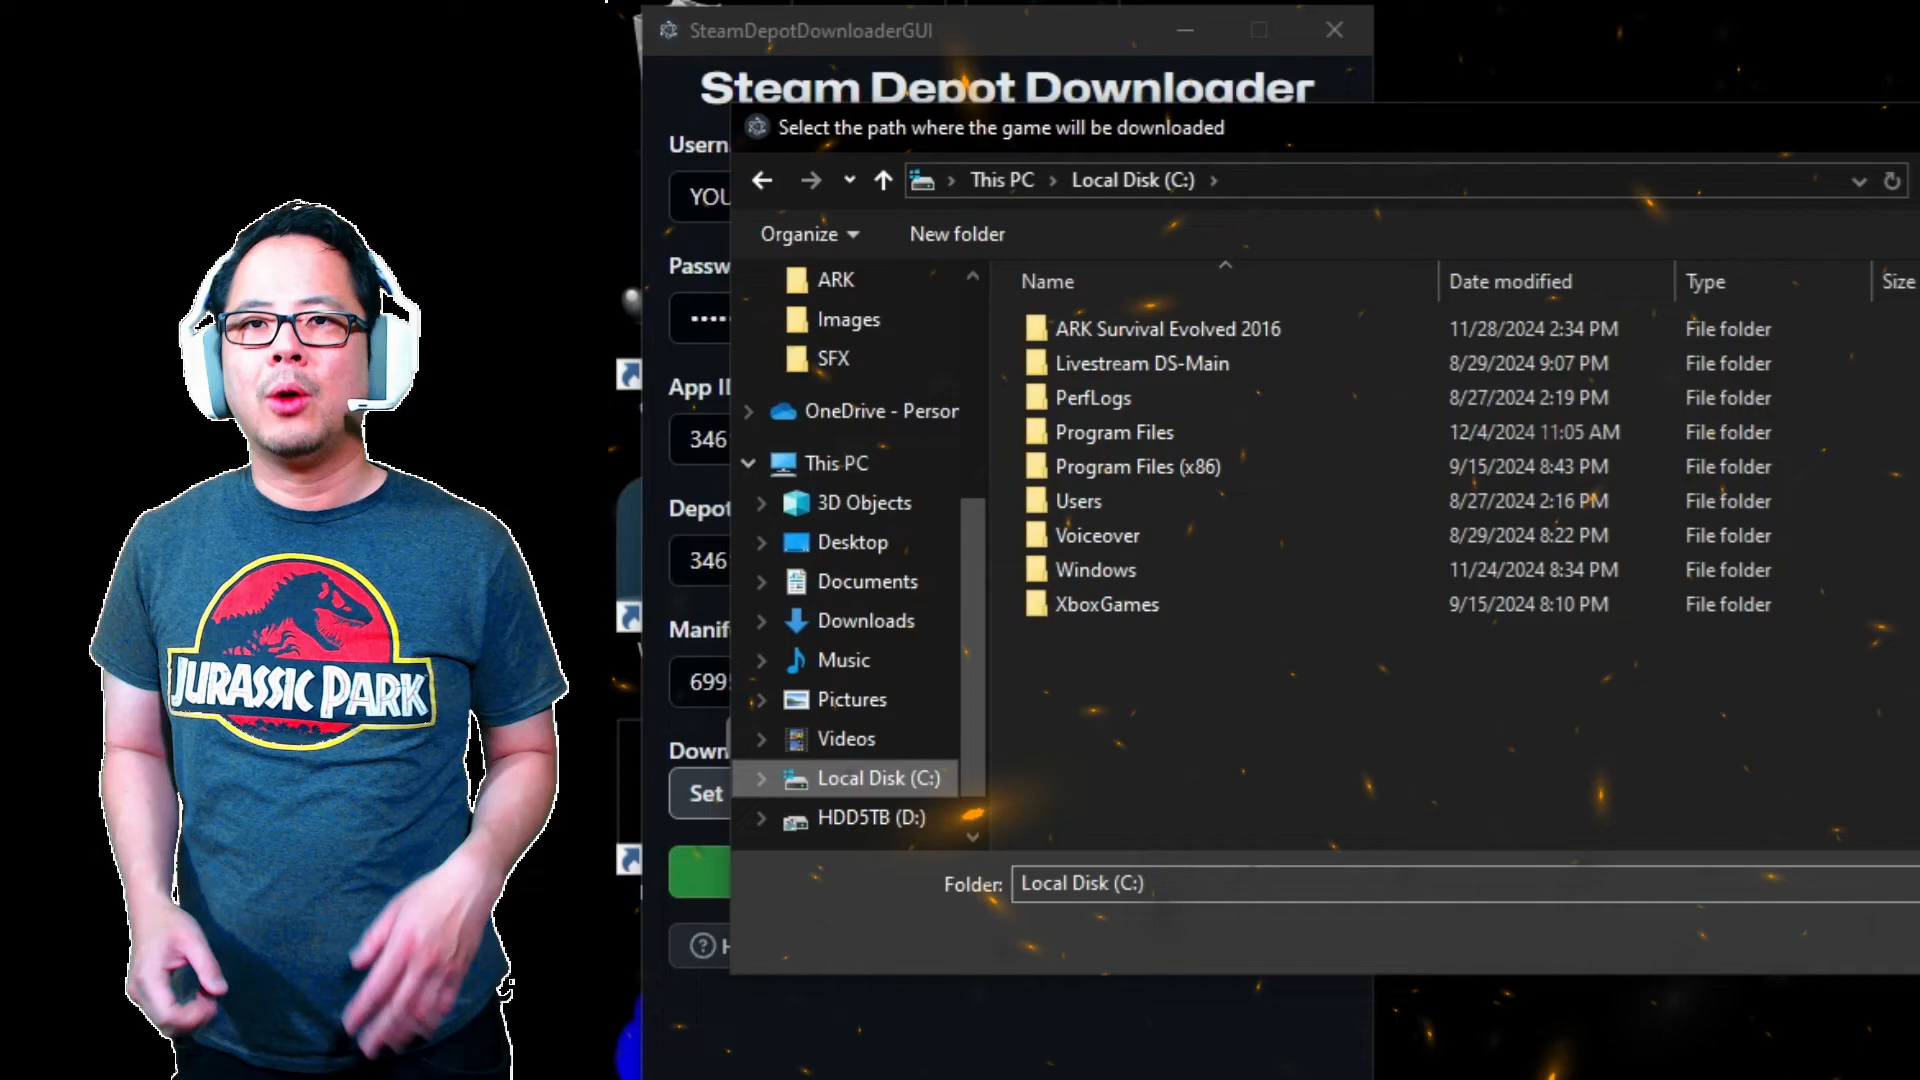 SteamDepotDownloaderGUI
Steam Depot Downloader
Select the path where the game will be downloaded
This PC
Local Disk (C:)
Organize
New folder
Name
Date modified
Type
Size
ARK
Images
SFX
OneDrive - Person
This PC
3D Objects
Desktop
Documents
Downloads
Music
Pictures
Videos
Local Disk (C:)
HDD5TB (D:)
ARK Survival Evolved 2016 11/28/2024 2:34 PM File folder
Livestream DS-Main 8/29/2024 9:07 PM File folder
PerfLogs 8/27/2024 2:19 PM File folder
Program Files 12/4/2024 11:05 AM File folder
Program Files (x86) 9/15/2024 8:43 PM File folder
Users 8/27/2024 2:16 PM File folder
Voiceover 8/29/2024 8:22 PM File folder
Windows 11/24/2024 8:34 PM File folder
XboxGames 9/15/2024 8:10 PM File folder
Folder: Local Disk (C:)
Usern
YOU
Passw
App I
346
Depot
346
Manif
699
Down
Set
JURASSIC PARK